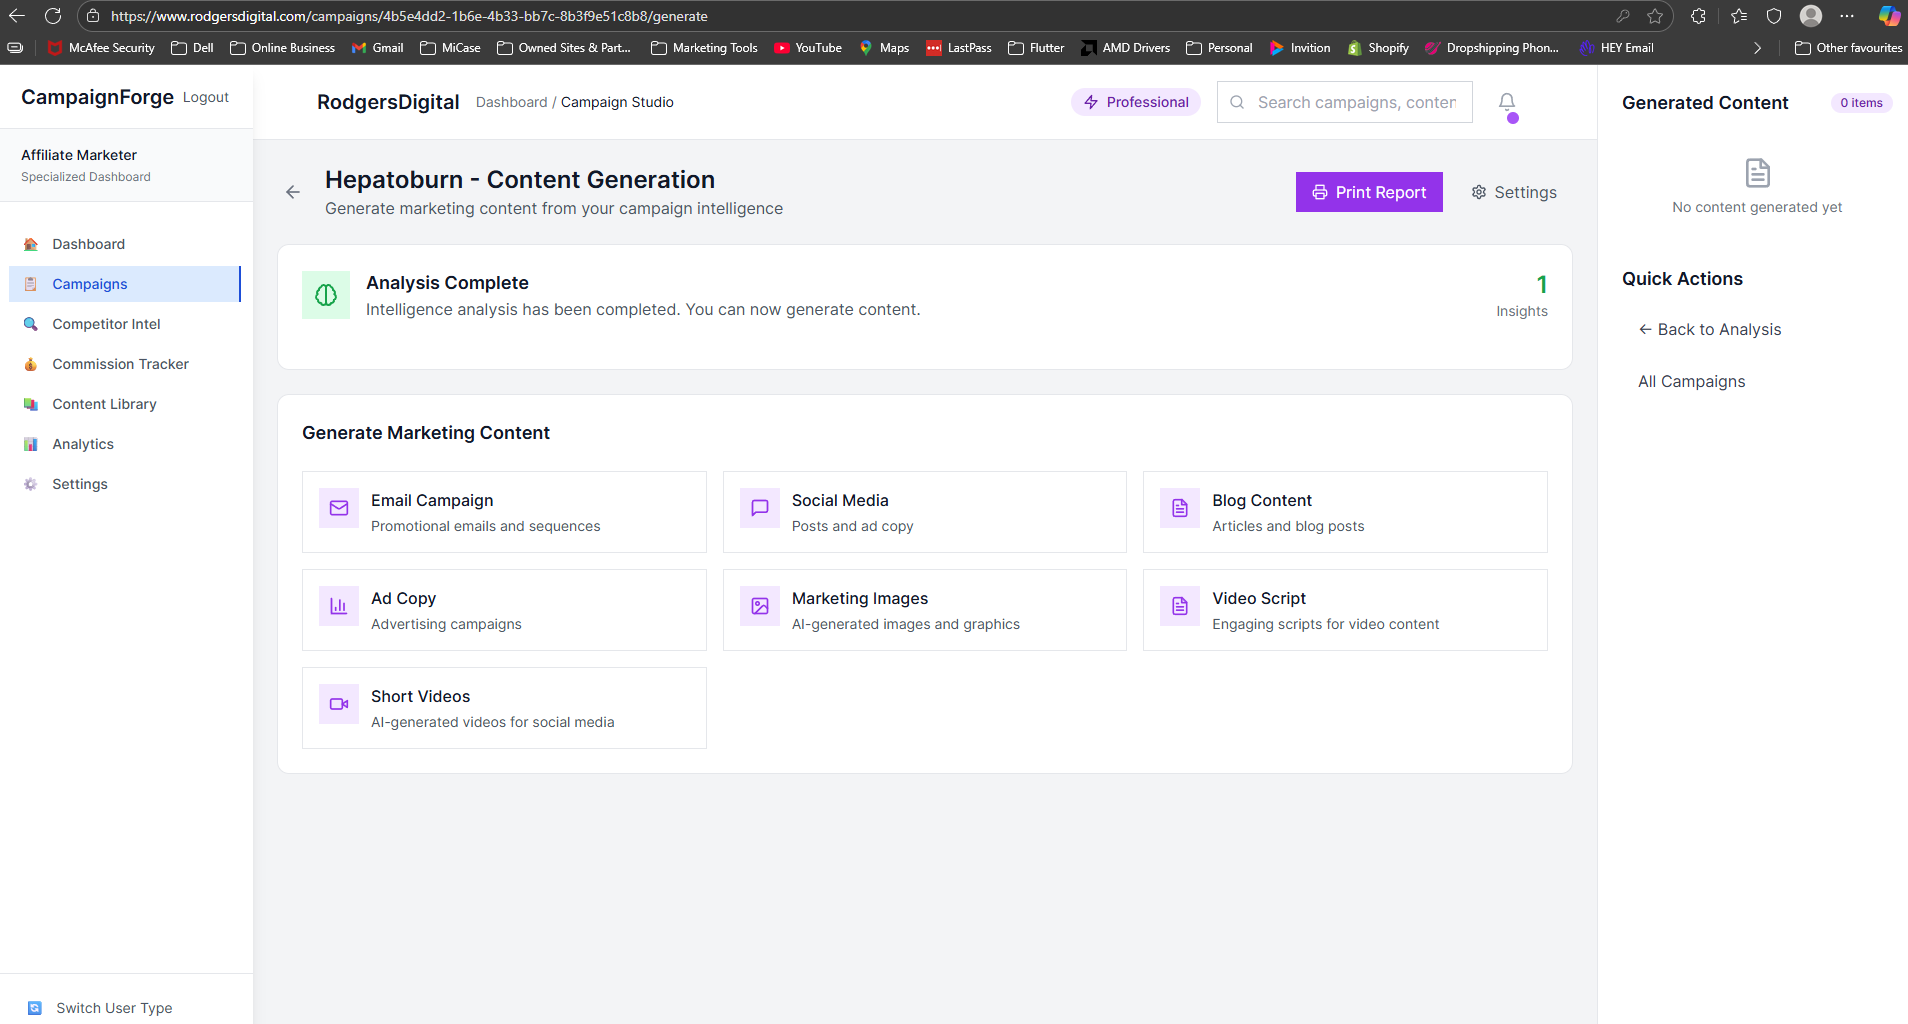 https://www.rodgersdigital.com/campaigns/4b5e4dd2-1b6e-4b33-bb7c-8b3f9e51c8b8/generate
McAfee Security
Dell
Online Business
Gmail
MiCase
Owned Sites & Part...
Marketing Tools
YouTube
Maps
LastPass
Flutter
AMD Drivers
Personal
Invition
Shopify
Dropshipping Phon...
HEY Email
Other favourites
CampaignForge
Logout
Affiliate Marketer
Specialized Dashboard
Dashboard
Campaigns
Competitor Intel
Commission Tracker
Content Library
Analytics
Settings
Switch User Type
RodgersDigital
Dashboard / Campaign Studio
Professional
Search campaigns, conten
Hepatoburn - Content Generation
Generate marketing content from your campaign intelligence
Print Report
Settings
Analysis Complete
Intelligence analysis has been completed. You can now generate content.
1
Insights
Generate Marketing Content
Email Campaign
Promotional emails and sequences
Social Media
Posts and ad copy
Blog Content
Articles and blog posts
Ad Copy
Advertising campaigns
Marketing Images
AI-generated images and graphics
Video Script
Engaging scripts for video content
Short Videos
AI-generated videos for social media
Generated Content
0 items
No content generated yet
Quick Actions
← Back to Analysis
All Campaigns